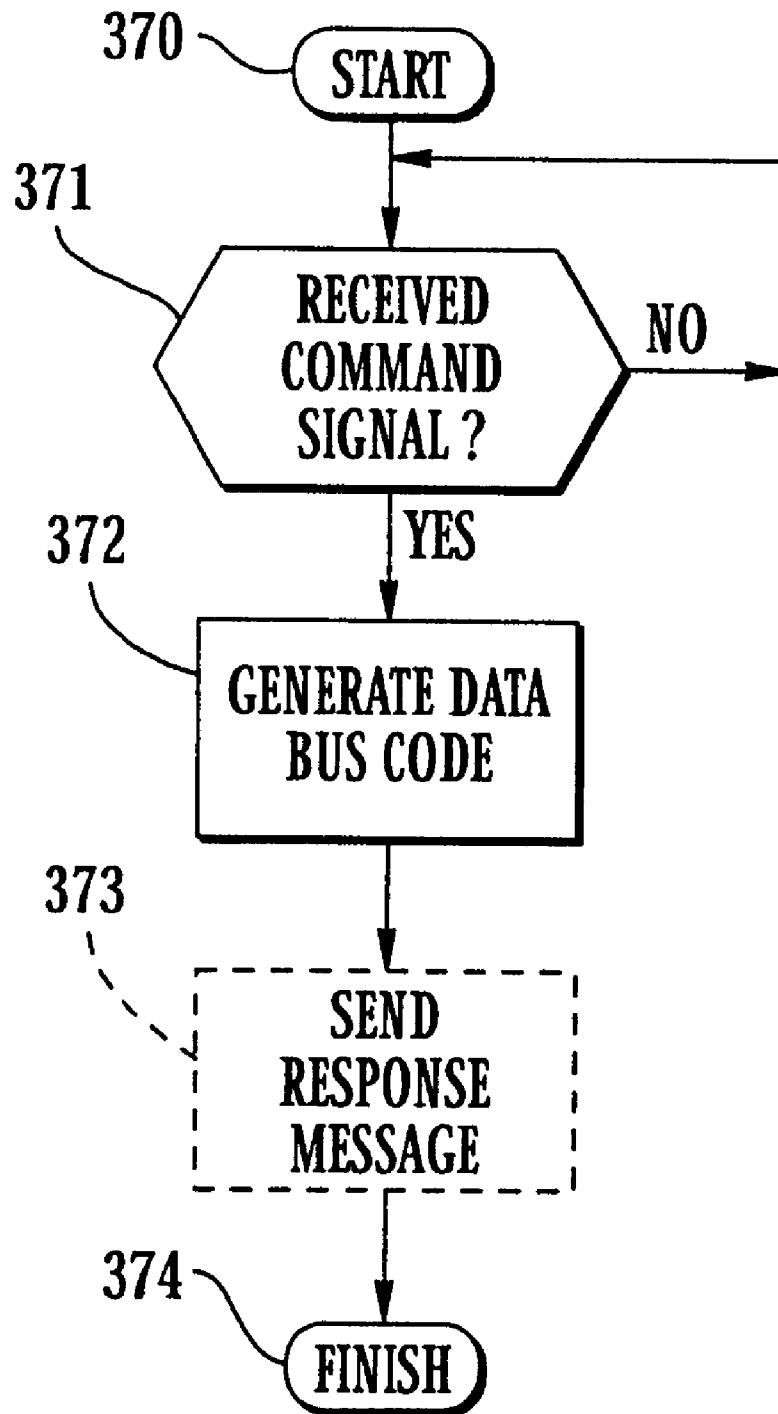 370
START
371
RECEIVED
COMMAND
SIGNAL ?
NO
YES
372
GENERATE DATA
BUS CODE
373
SEND
RESPONSE
MESSAGE
374
FINISH